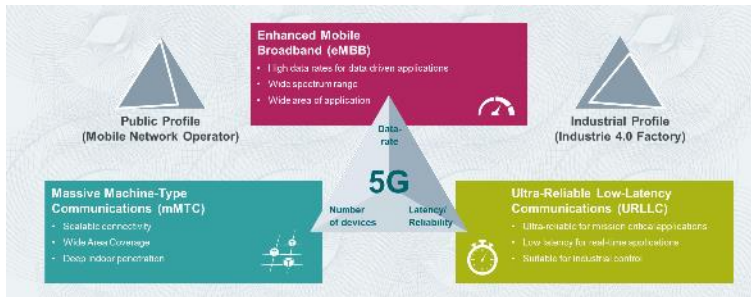 Enhanced Mobile
Broadband (eMBB)
• High data rates for data driven applications
• Wide spectrum range
• Wide area of application
Public Profile
(Mobile Network Operator)
Industrial Profile
(Industrie 4.0 Factory)
Data-
rate
5G
Number
of devices
Latency/
Reliability
Massive Machine-Type
Communications (mMTC)
• Scalable connectivity
• Wide Area Coverage
• Deep indoor penetration
Ultra-Reliable Low-Latency
Communications (URLLC)
• Ultra-reliable for mission critical applications
• Low latency for real-time applications
• Suitable for industrial control